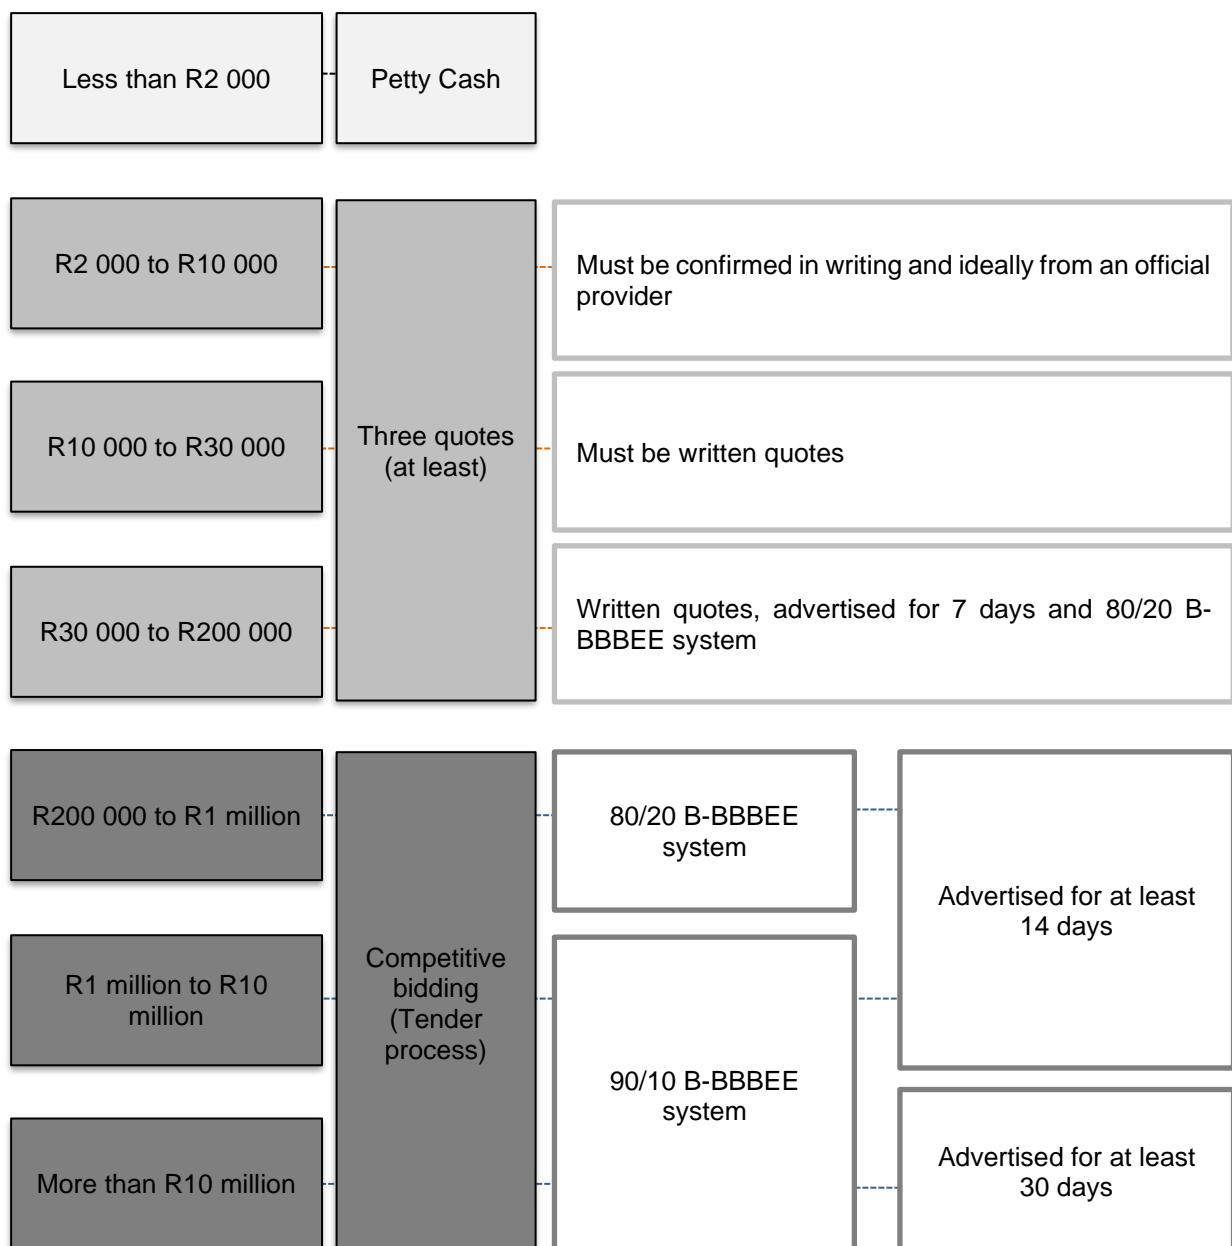 Less than R2 000
Petty Cash
R2 000 to R10 000
Must be confirmed in writing and ideally from an official
provider
R10 000 to R30 000
Three quotes
(at least)
Must be written quotes
R30 000 to R200 000
Written quotes, advertised for 7 days and 80/20 B-
BBBEE system
R200 000 to R1 million
80/20 B-BBBEE
system
Advertised for at least
14 days
R1 million to R10
million
Competitive
bidding
(Tender
process)
90/10 B-BBBEE
system
More than R10 million
Advertised for at least
30 days